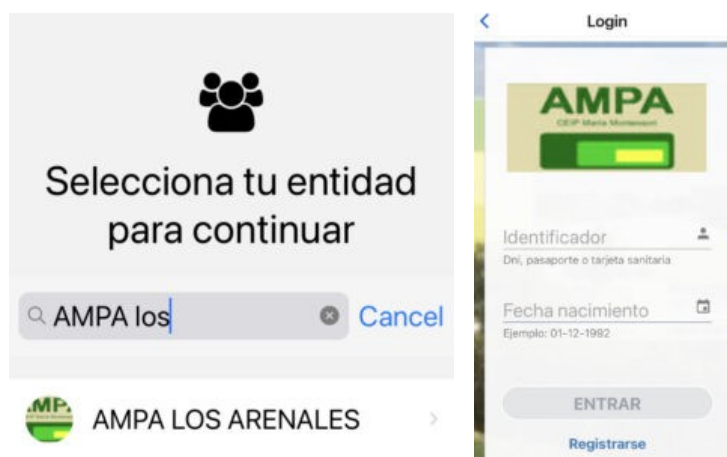 Selecciona tu entidad
para continuar
AMPA los
Cancel
AMPA LOS ARENALES
Login
AMPA
CEIP María Montessori
Identificador
Dni, pasaporte o tarjeta sanitaria
Fecha nacimiento
Ejemplo: 01-12-1992
ENTRAR
Registrarse